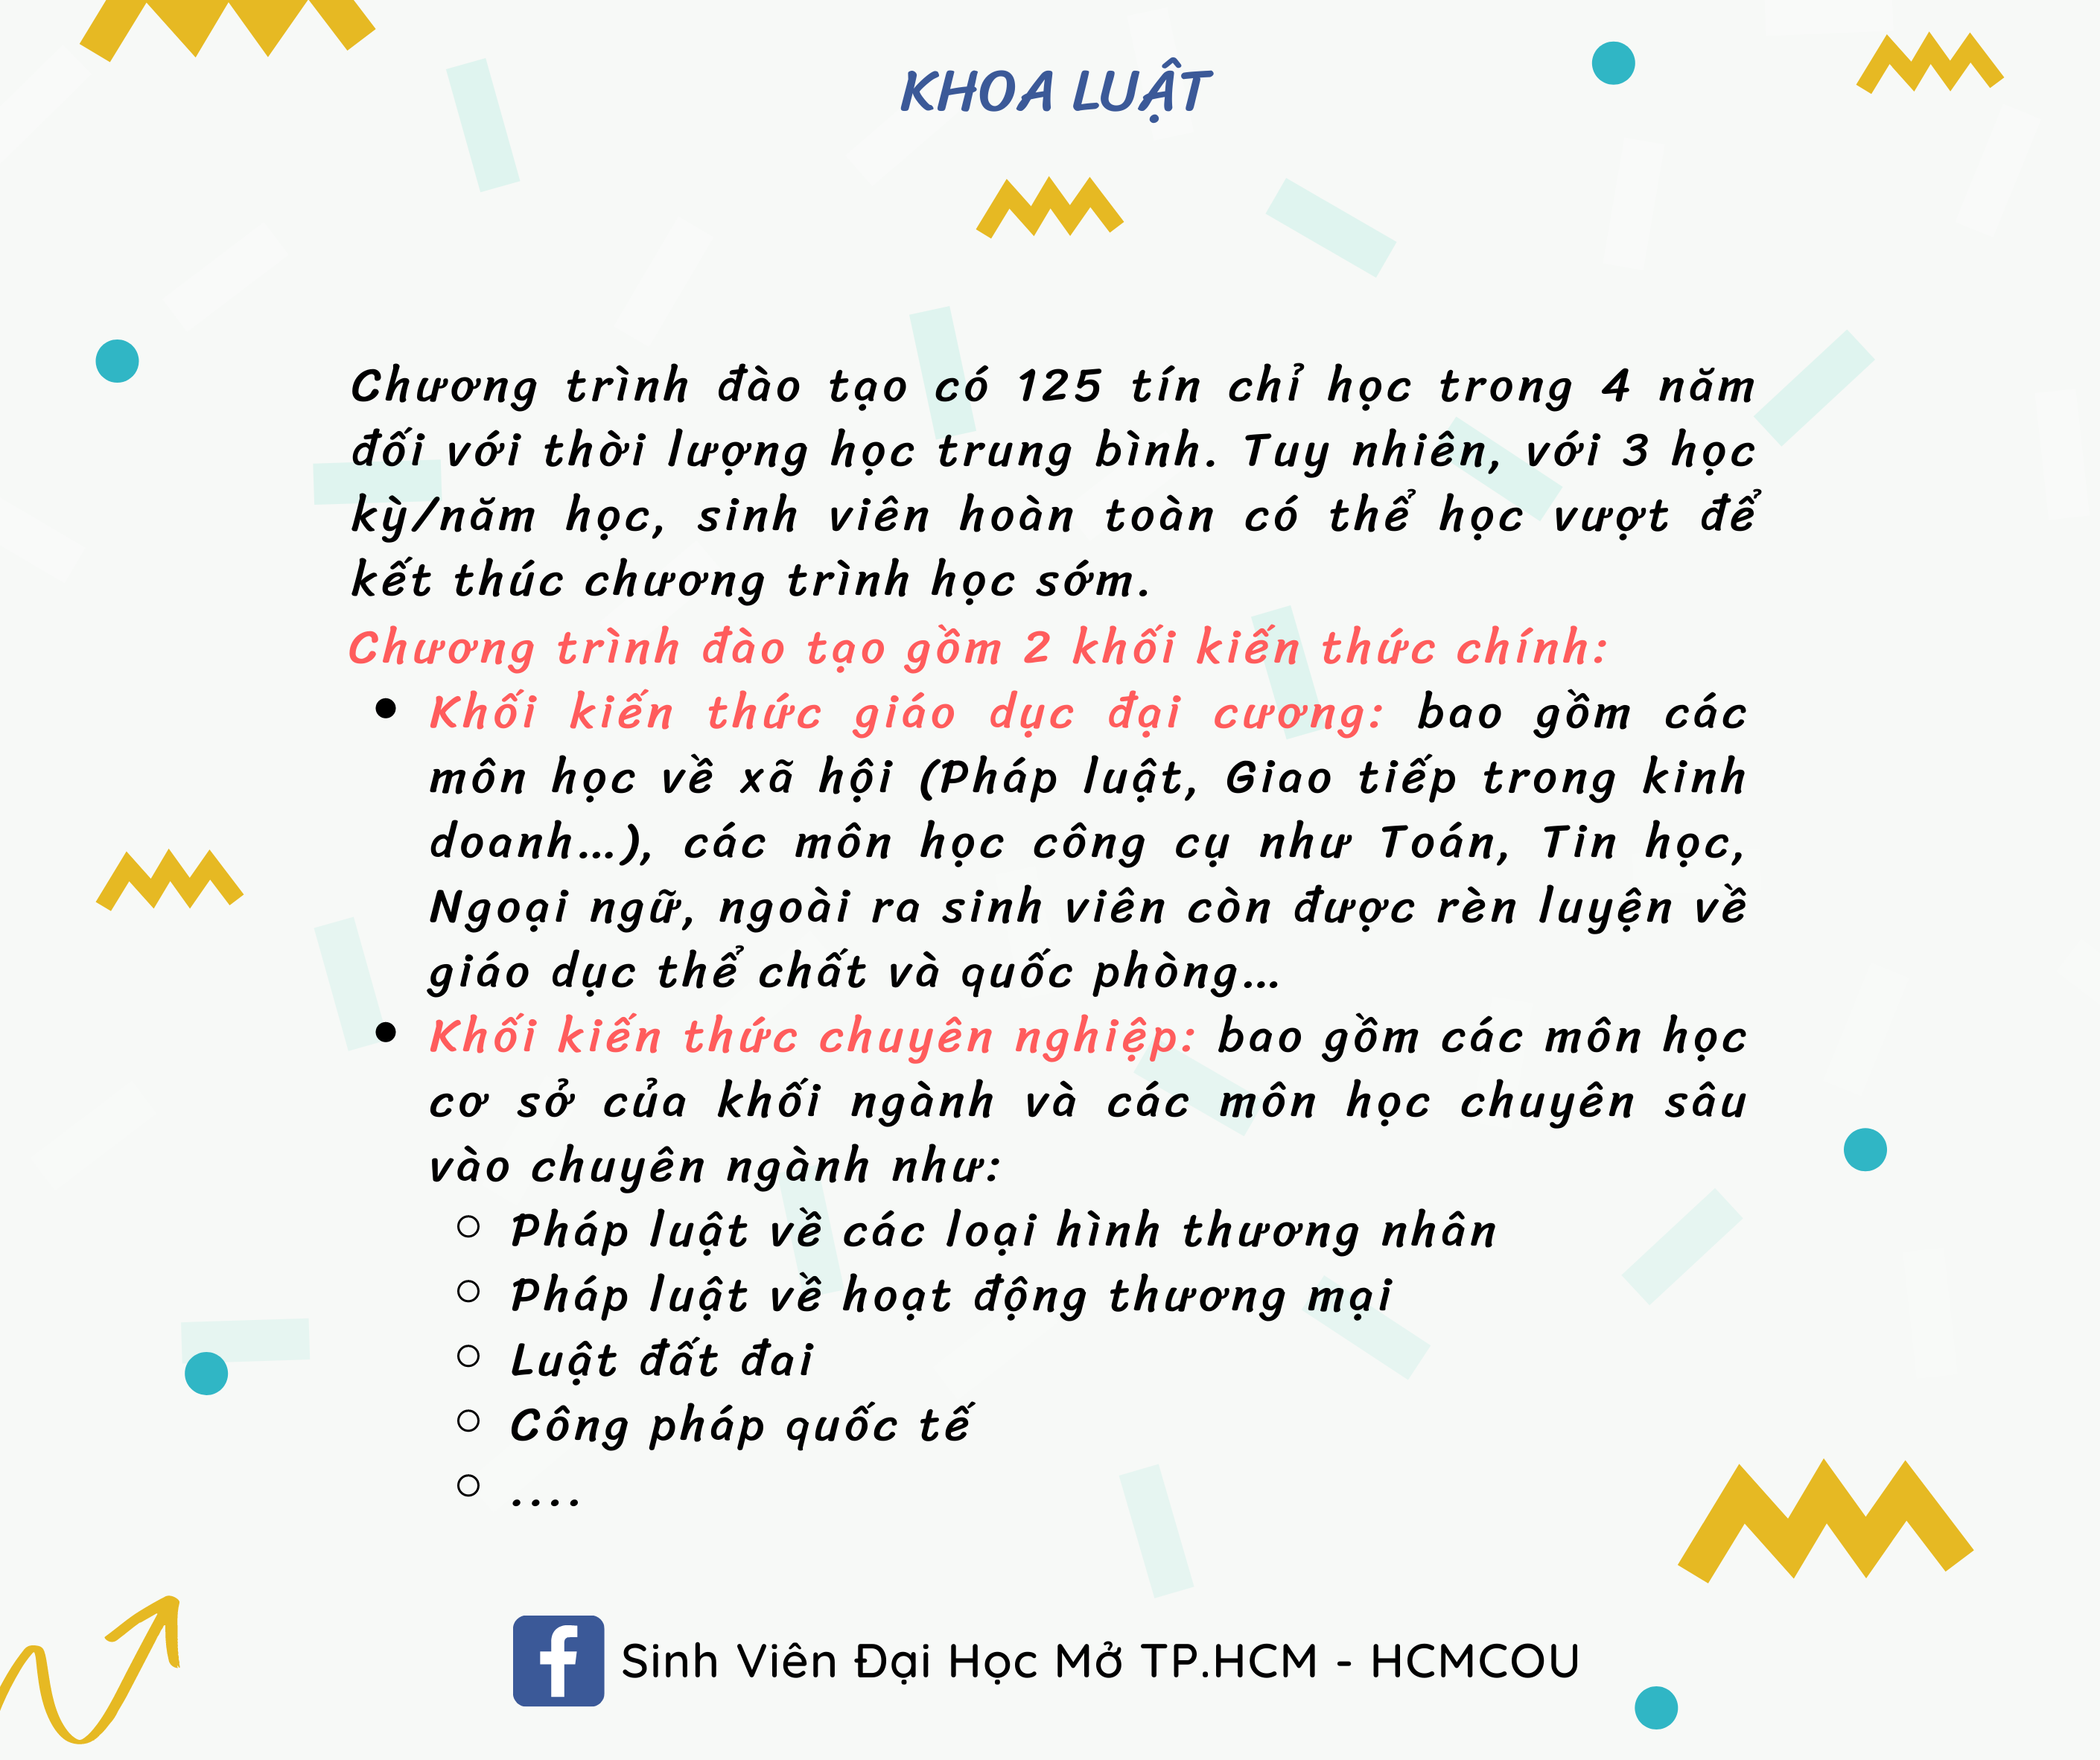 KHOA LUẬT
Chương trình đào tạo có 125 tín chỉ học trong 4 năm
đối với thời lượng học trung bình. Tuy nhiên, với 3 học
kỳ/năm học, sinh viên hoàn toàn có thể học vượt để
kết thúc chương trình học sớm.
Chương trình đào tạo gồm 2 khối kiến thức chính:
• Khối kiến thức giáo dục đại cương: bao gồm các
môn học về xã hội (Pháp luật, Giao tiếp trong kinh
doanh...), các môn học công cụ như Toán, Tin học,
Ngoại ngữ, ngoài ra sinh viên còn được rèn luyện về
giáo dục thể chất và quốc phòng...
• Khối kiến thức chuyên nghiệp: bao gồm các môn học
cơ sở của khối ngành và các môn học chuyên sâu
vào chuyên ngành như:
○ Pháp luật về các loại hình thương nhân
○ Pháp luật về hoạt động thương mại
○ Luật đất đai
○ Công pháp quốc tế
○ ....
f Sinh Viên Đại Học Mở TP.HCM - HCMCOU